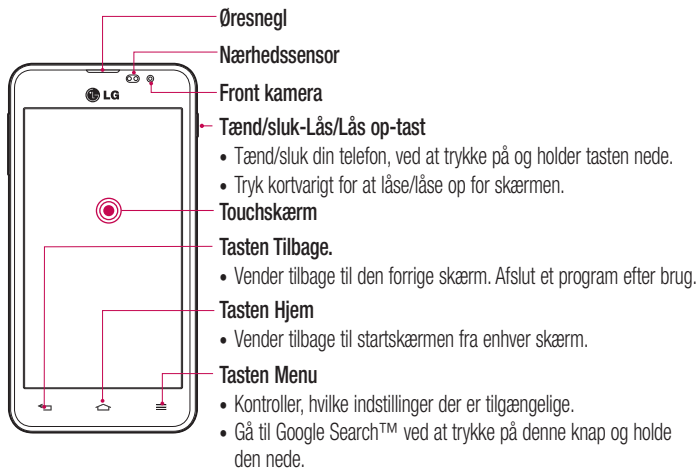 Øresnegl
Nærhedssensor
Front kamera
LG
Tænd/sluk-Lås/Lås op-tast
• Tænd/sluk din telefon, ved at trykke på og holder tasten nede.
• Tryk kortvarigt for at låse/låse op for skærmen.
Touchskærm
Tasten Tilbage.
• Vender tilbage til den forrige skærm. Afslut et program efter brug.
Tasten Hjem
• Vender tilbage til startskærmen fra enhver skærm.
Tasten Menu
• Kontroller, hvilke indstillinger der er tilgængelige.
• Gå til Google Search™ ved at trykke på denne knap og holde
den nede.